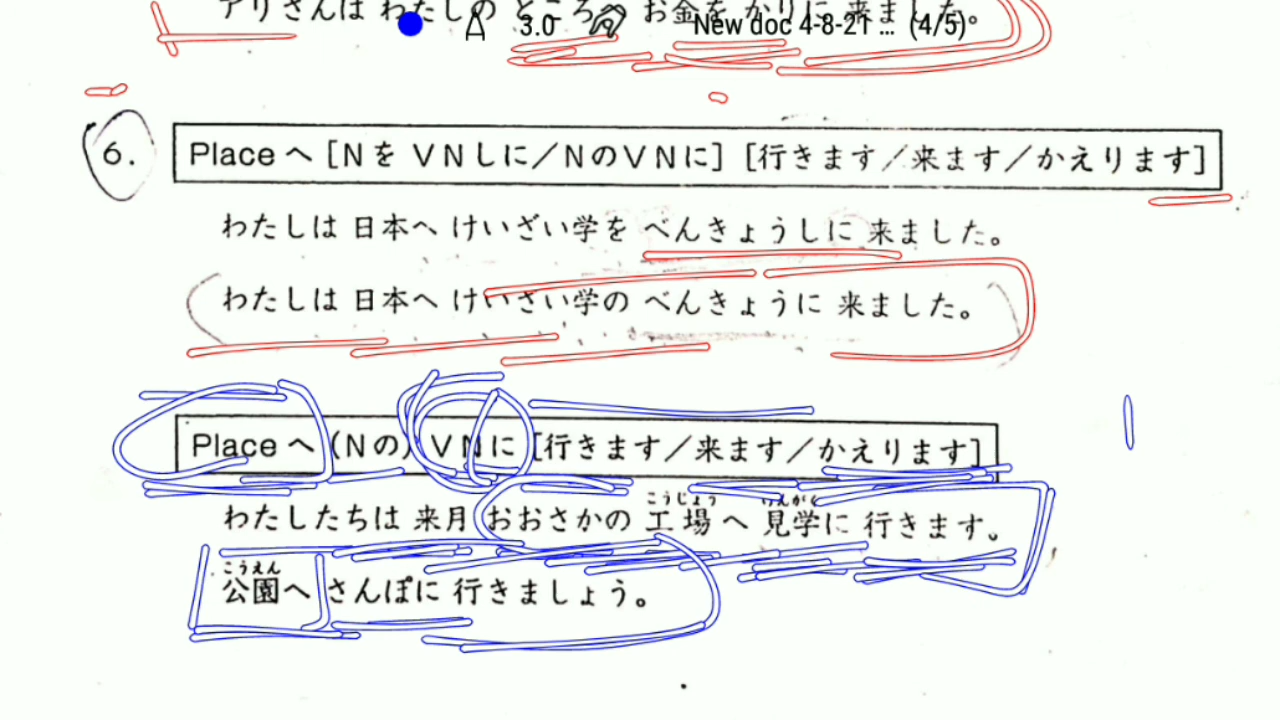 アリさんは わたしの ところへ お金を かりに 来ました。
3.0 New doc 4-8-21 ... (4/5)
6. Placeへ [Nを VNしに/NのVNに] [行きます/来ます/かえります]
わたしは 日本へ けいざい学を べんきょうしに 来ました。
わたしは 日本へ けいざい学の べんきょうに 来ました。
Placeへ (Nの) VNに [行きます/来ます/かえります]
こうじょう けんがく
わたしたちは 来月 おおさかの 工場へ 見学に 行きます。
こうえん
公園へ さんぽに 行きましょう。